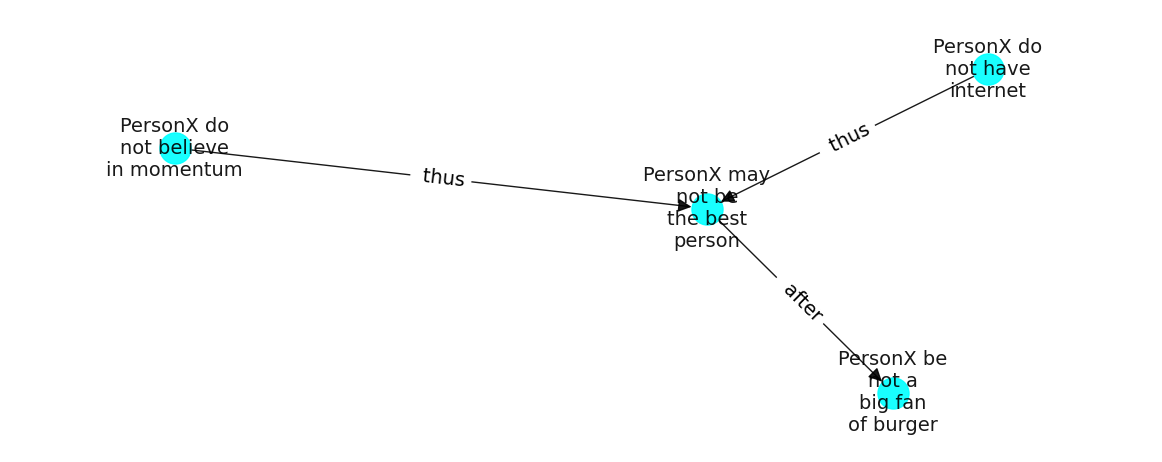 PersonX do
not have
internet
PersonX do
not believe
in momentum
thus
thus
PersonX may
not be
the best
person
after
PersonX be
not a
big fan
of burger